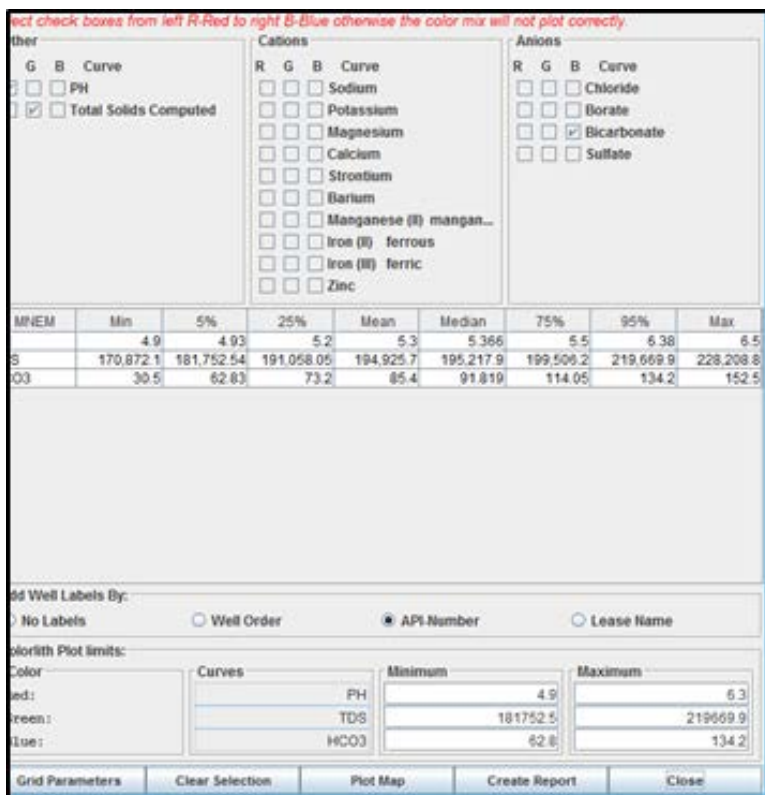 ect check boxes from left R-Red to right B-Blue otherwise the color mix will not plot correctly.
ther
G B Curve
PH
Total Solids Computed
Cations
R G B Curve
Sodium
Potassium
Magnesium
Calcium
Strontium
Barium
Manganese (II) mangan...
Iron (II) ferrous
Iron (III) ferric
Zinc
Anions
R G B Curve
Chloride
Borate
Bicarbonate
Sulfate
MNEM Min 5% 25% Mean Median 75% 95% Max
4.9 4.93 5.2 5.3 5.366 5.5 6.38 6.5
S 170,872.1 181,752.54 191,058.05 194,925.7 195,217.9 199,506.2 219,669.9 228,208.8
CO3 30.5 62.83 73.2 85.4 91.819 114.05 134.2 152.5
dd Well Labels By:
No Labels Well Order API-Number Lease Name
olorlith Plot limits:
Color Curves Minimum Maximum
ed: PH 4.9 6.3
reen: TDS 181752.5 219669.9
lue: HCO3 62.8 134.2
Grid Parameters Clear Selection Plot Map Create Report Close